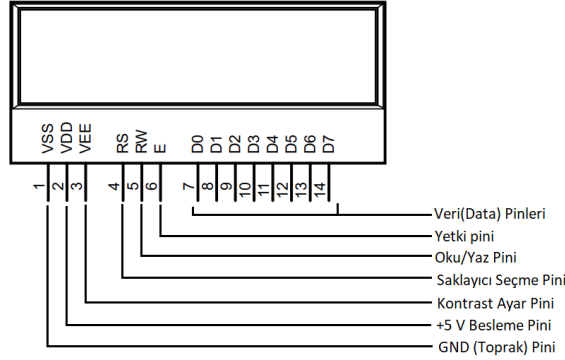 VSS VDD VEE RS RW E D0 D1 D2 D3 D4 D5 D6 D7
1 2 3 4 5 6 7 8 9 10 11 12 13 14
Veri(Data) Pinleri
Yetki pini
Oku/Yaz Pini
Saklayıcı Seçme Pini
Kontrast Ayar Pini
+5 V Besleme Pini
GND (Toprak) Pini